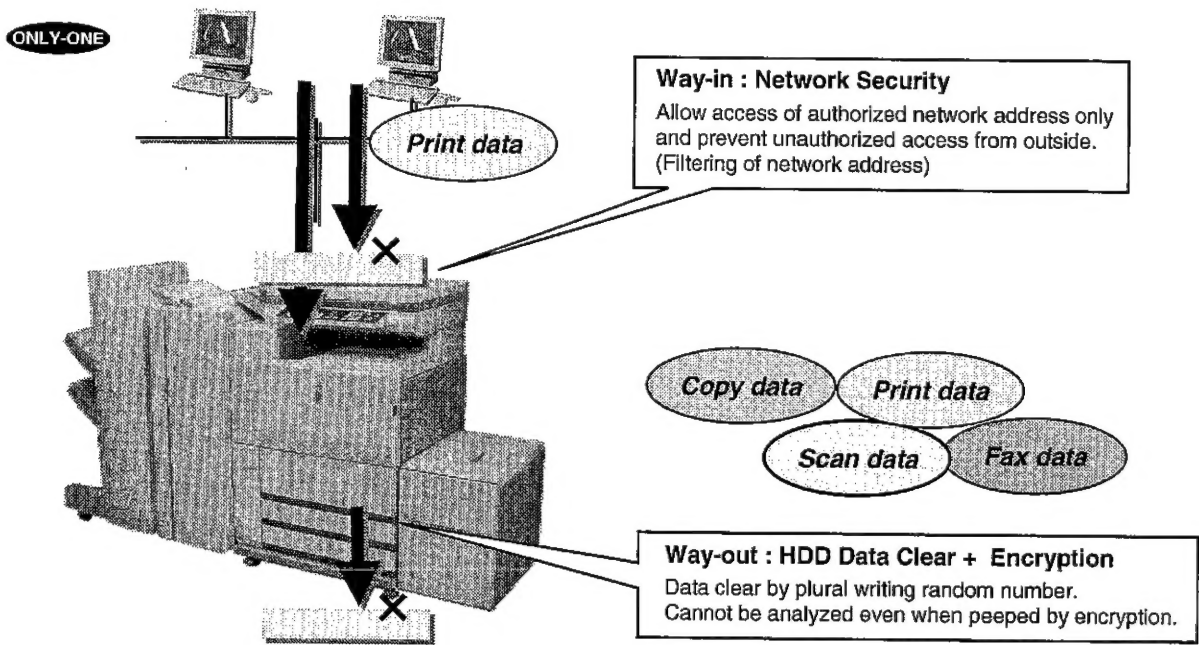 ONLY-ONE
Print data
Way-in : Network Security
Allow access of authorized network address only
and prevent unauthorized access from outside.
(Filtering of network address)
Copy data
Print data
Scan data
Fax data
Way-out : HDD Data Clear + Encryption
Data clear by plural writing random number.
Cannot be analyzed even when peeped by encryption.